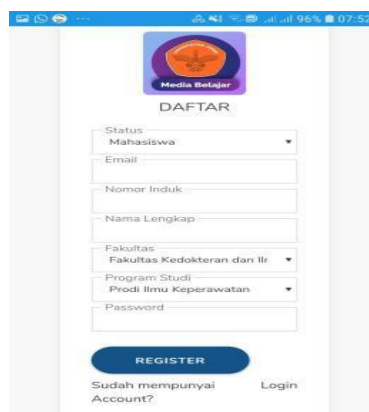 96% 07:52
Media Belajar
DAFTAR
Status
Mahasiswa
Email
Nomor Induk
Nama Lengkap
Fakultas
Fakultas Kedokteran dan Ilr
Program Studi
Prodi Ilmu Keperawatan
Password
REGISTER
Sudah mempunyai Login
Account?